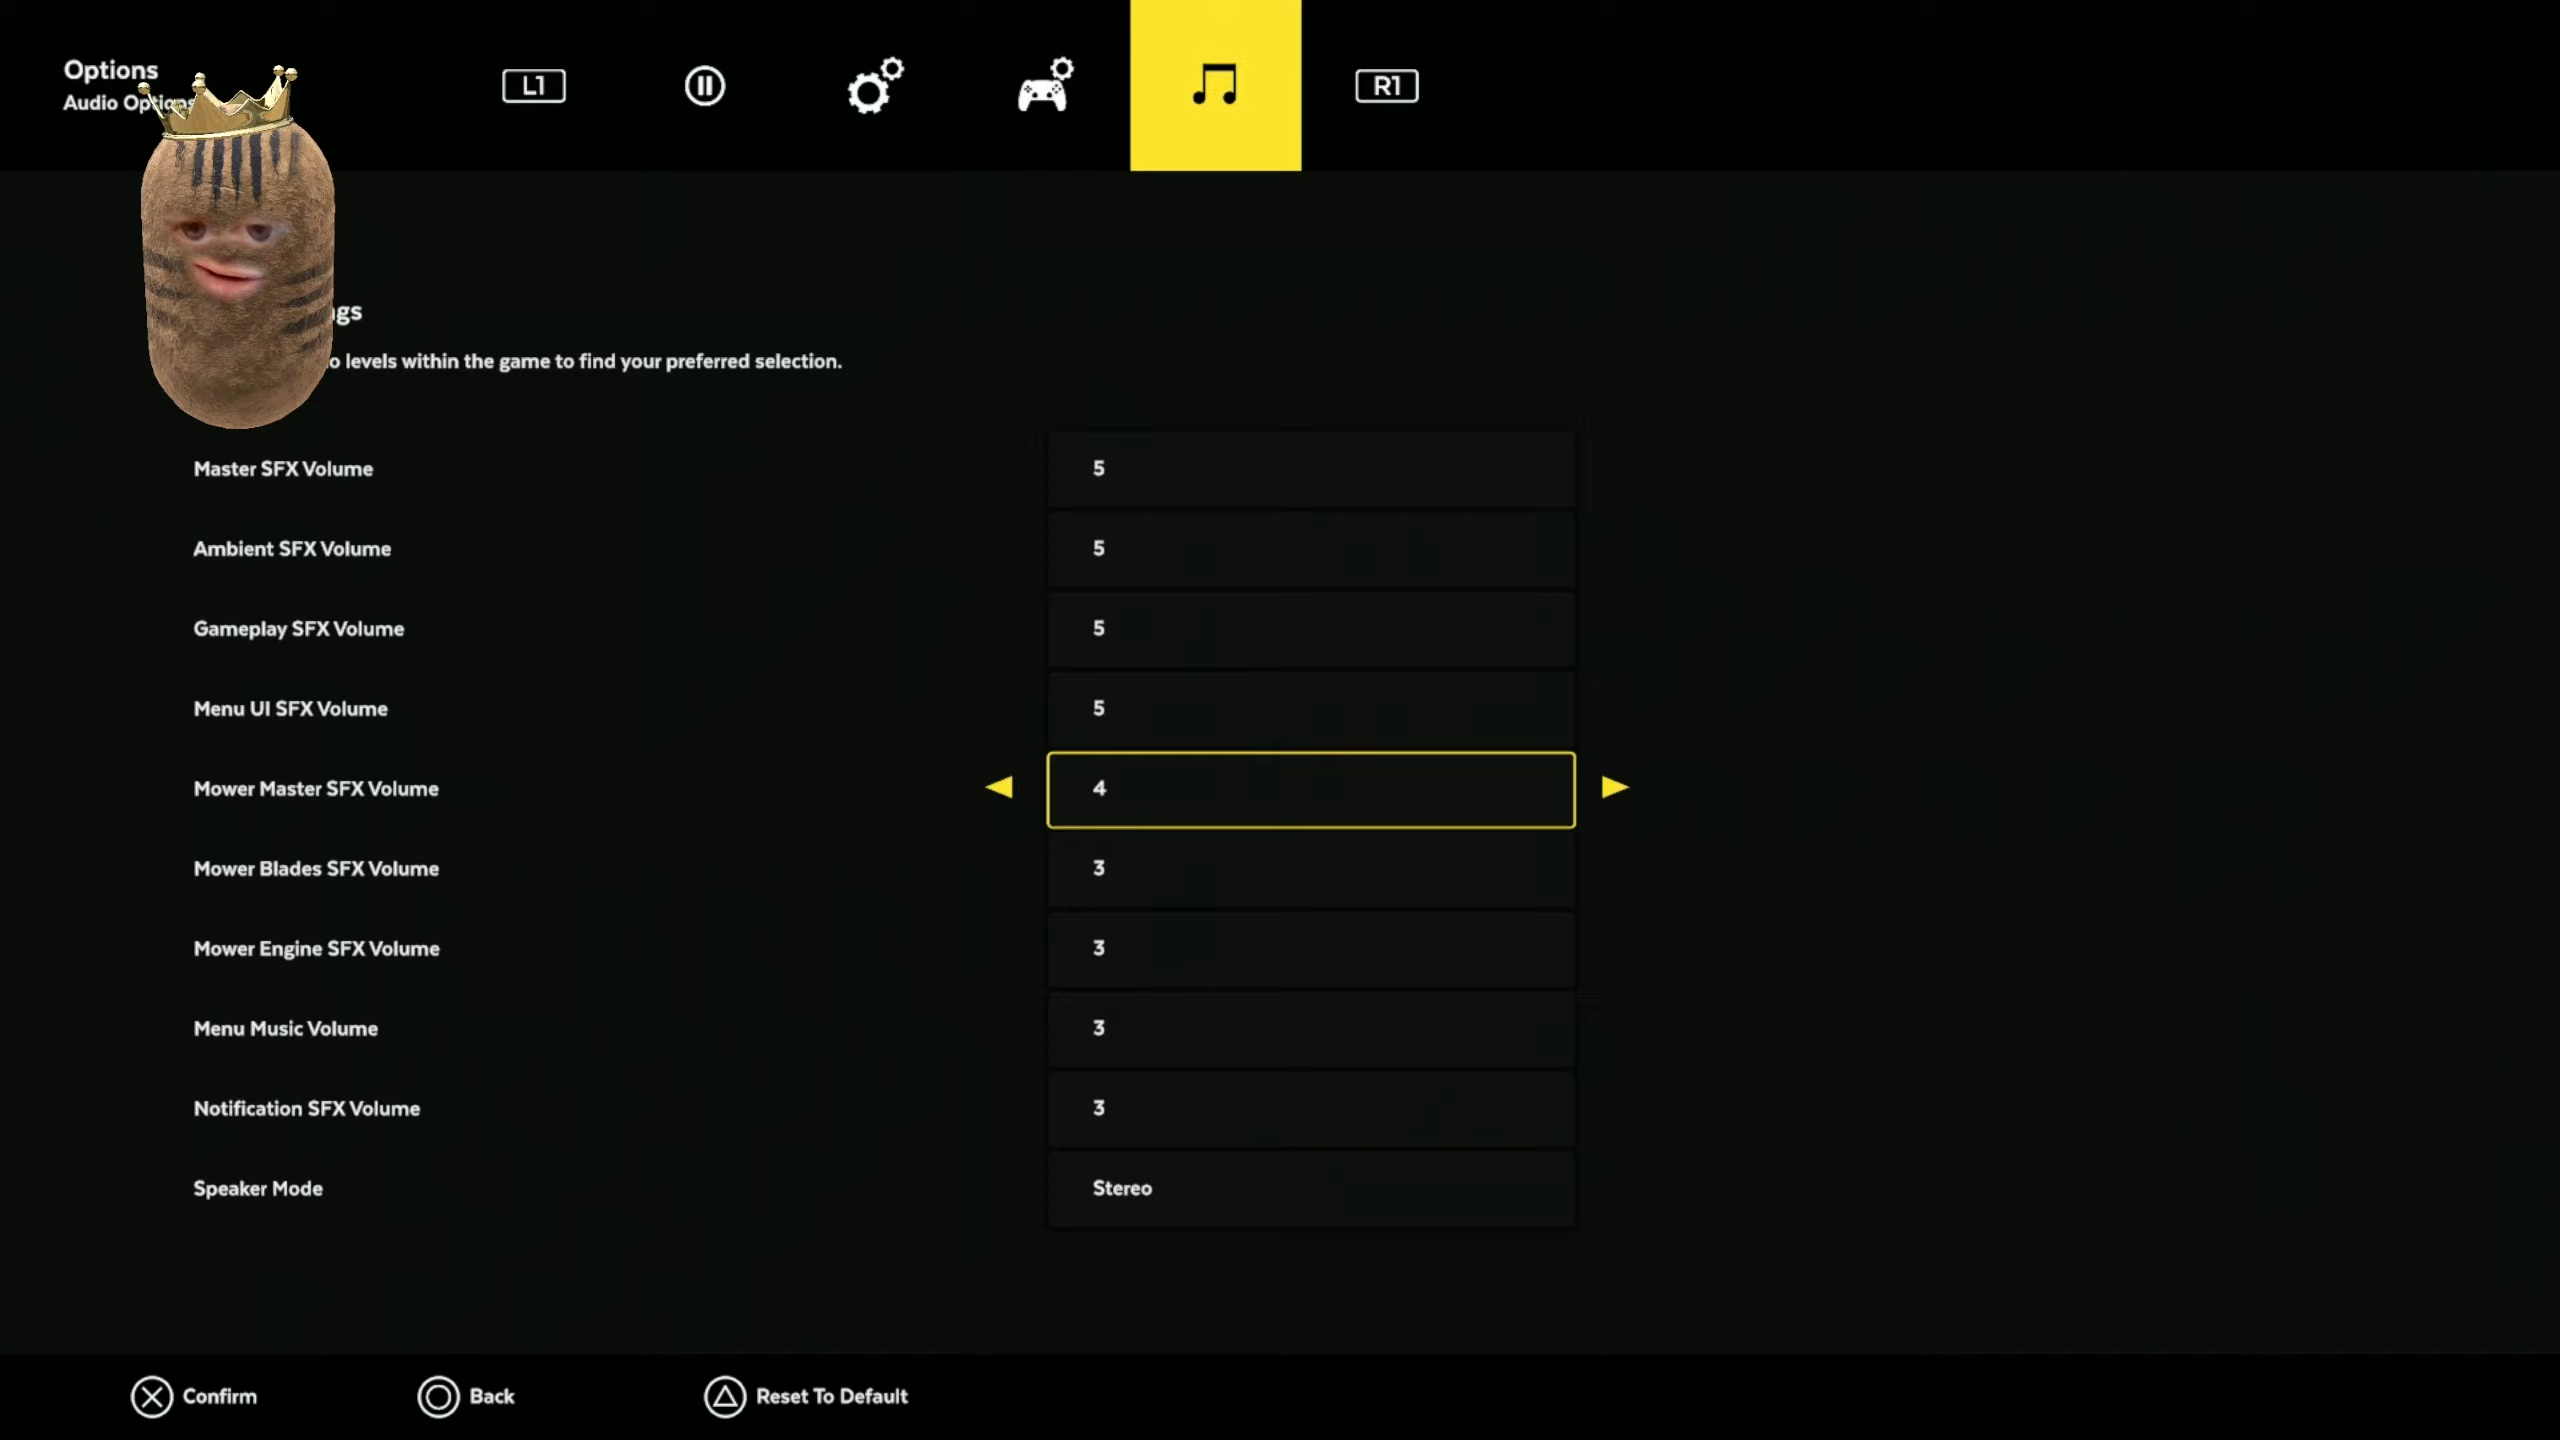 Options
Audio Options
L1
R1
levels within the game to find your preferred selection.
Master SFX Volume 5
Ambient SFX Volume 5
Gameplay SFX Volume 5
Menu UI SFX Volume 5
Mower Master SFX Volume 4
Mower Blades SFX Volume 3
Mower Engine SFX Volume 3
Menu Music Volume 3
Notification SFX Volume 3
Speaker Mode Stereo
Confirm Back Reset To Default